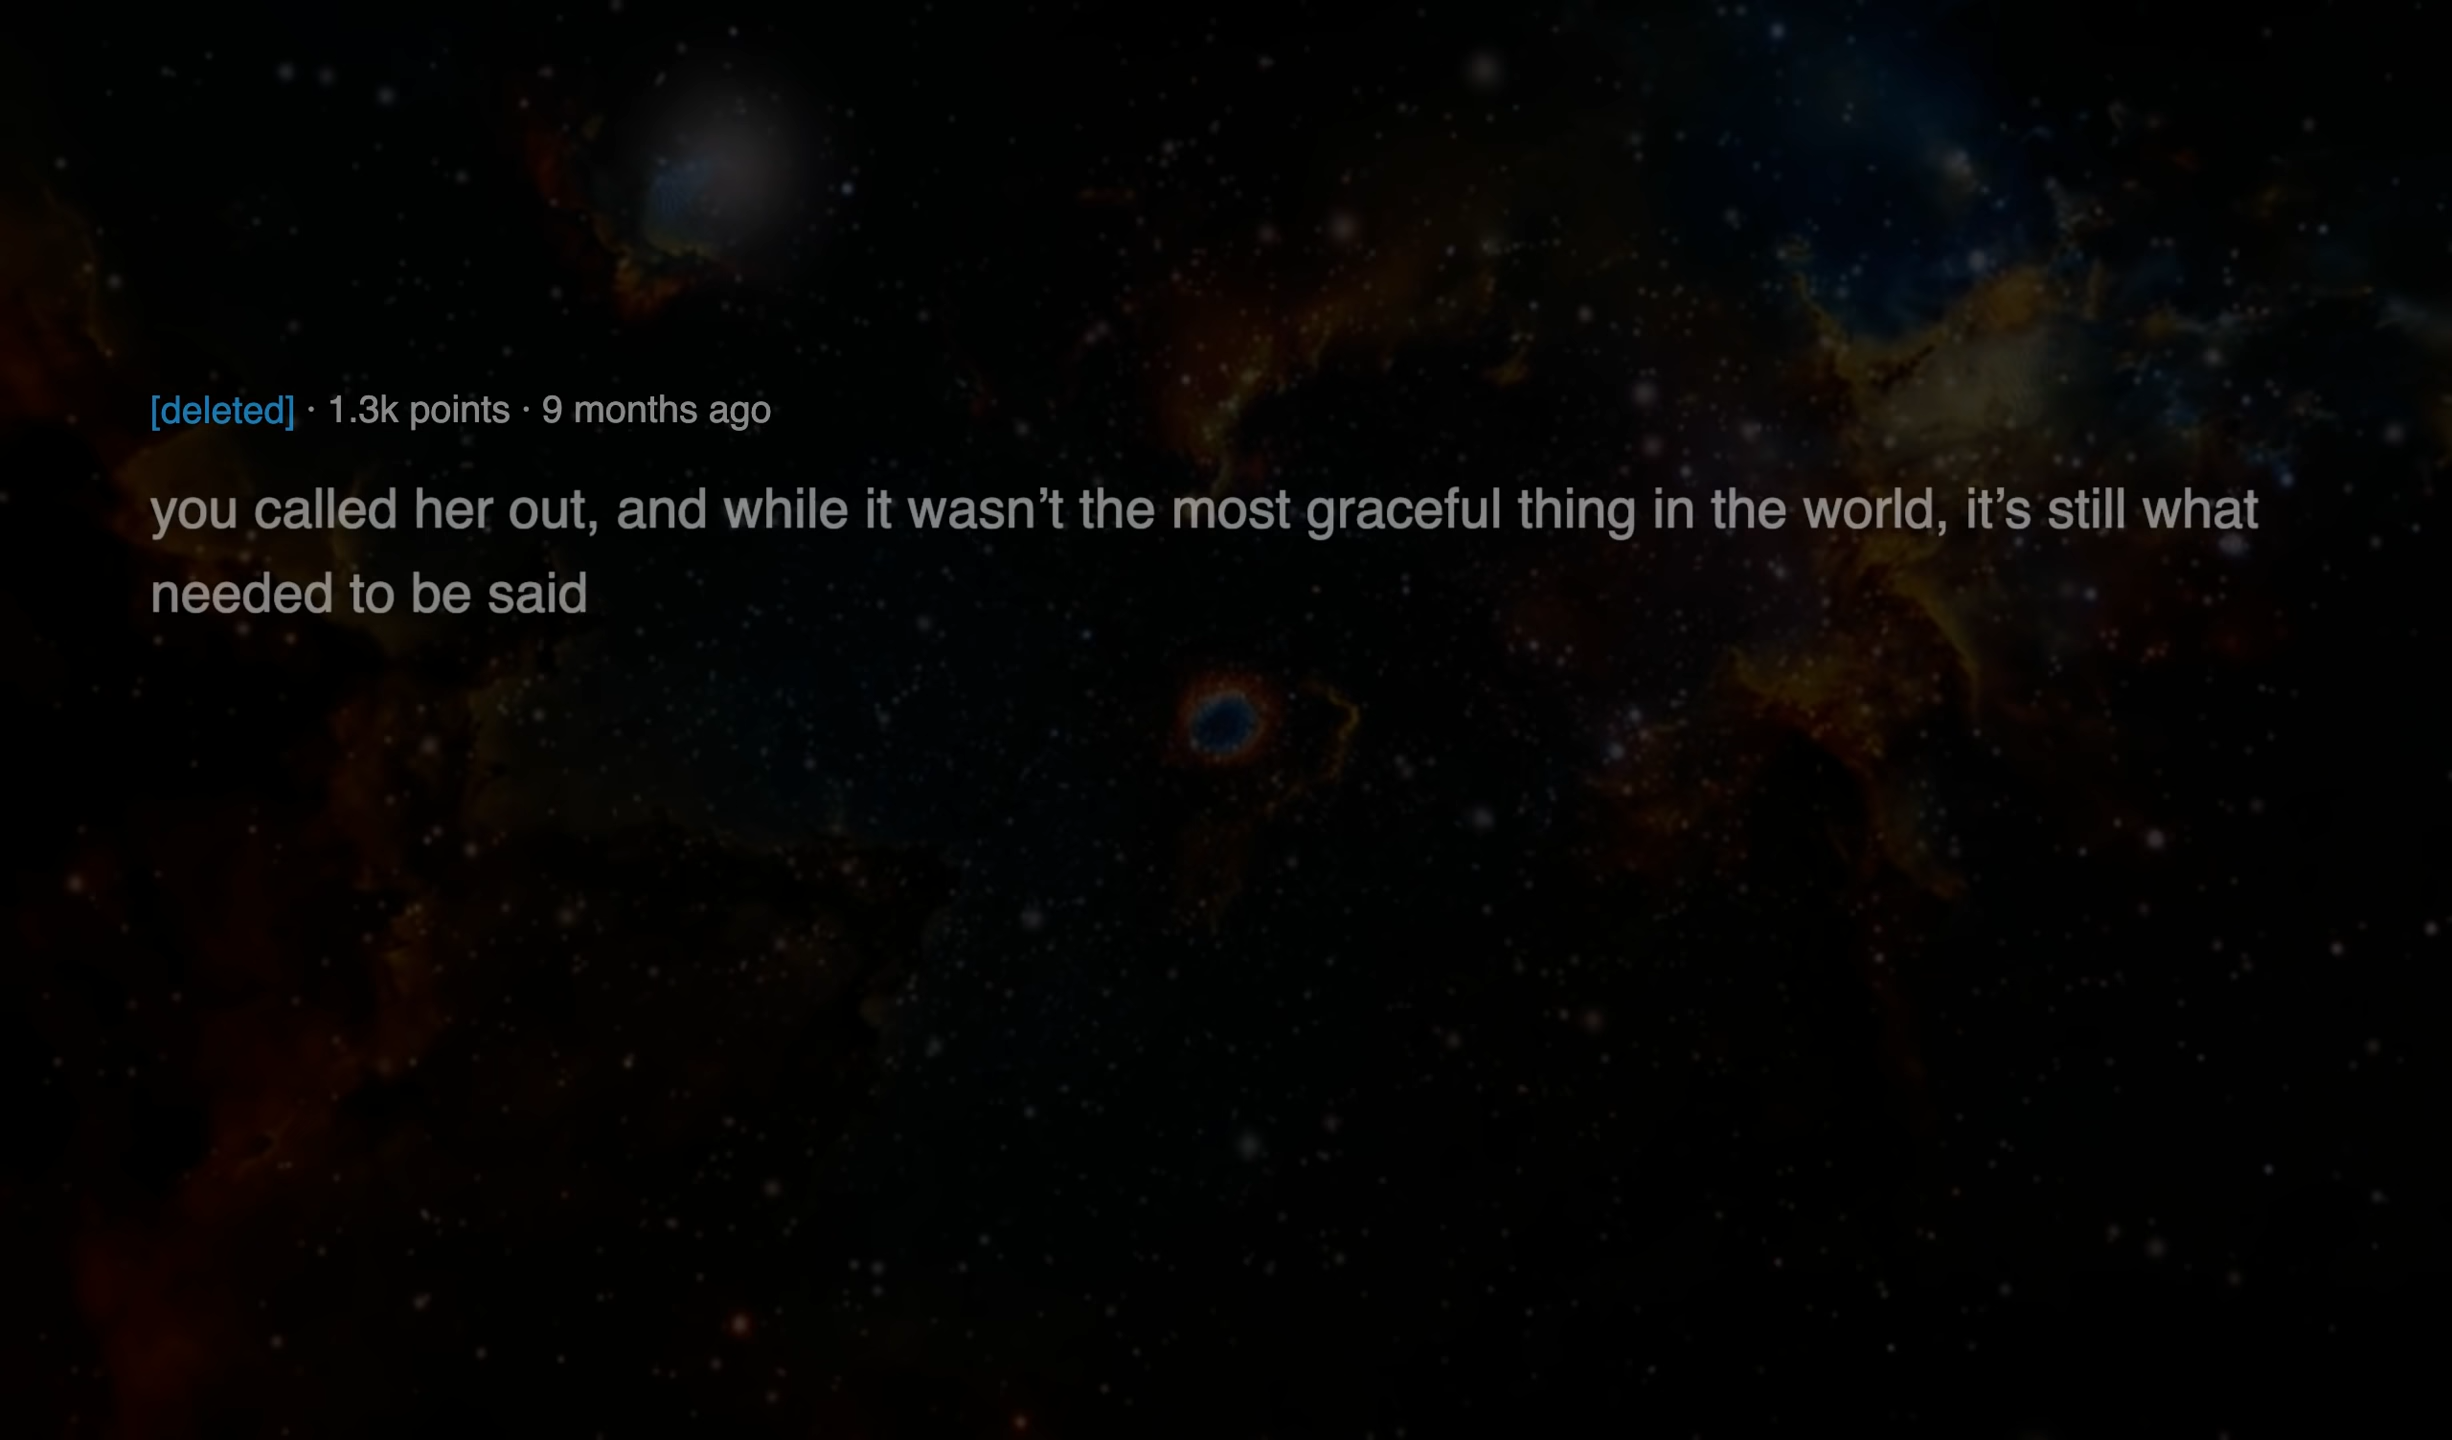 [deleted] · 1.3k points · 9 months ago
you called her out, and while it wasn’t the most graceful thing in the world, it’s still what
needed to be said